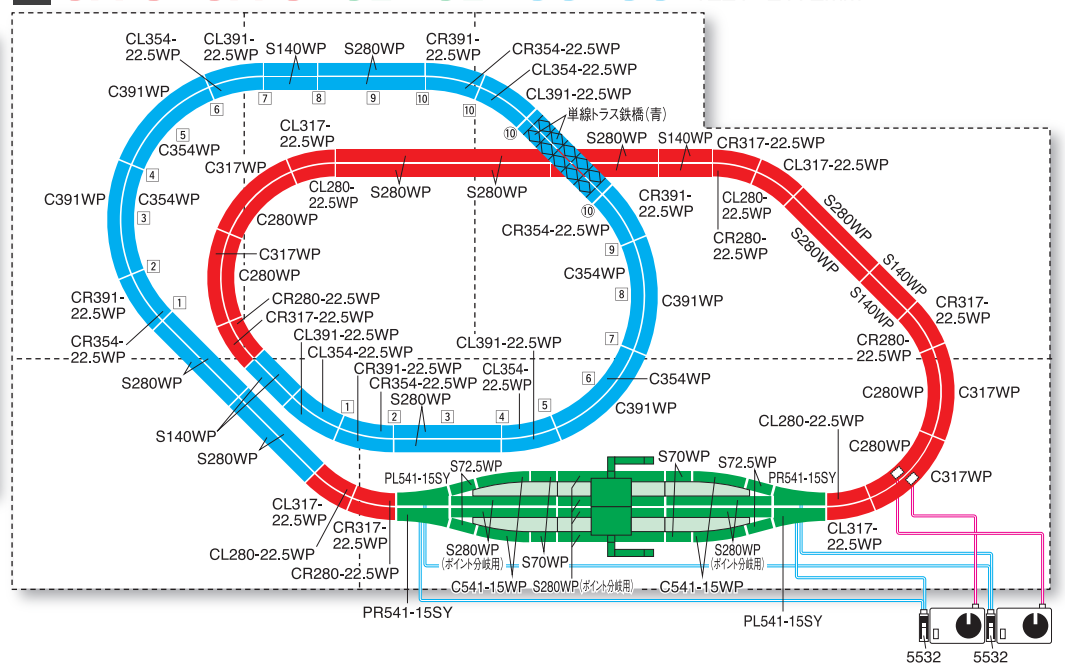 CL354-
22.5WP
CL391-
22.5WP
S140WP
S280WP
CR391-
22.5WP
CR354-22.5WP
CL354-22.5WP
CL391-22.5WP
単線トラス鉄橋(青)
C391WP
6
7
8
9
10
10
10
5
C354WP
CL317-
22.5WP
S280WP
S140WP
CR317-22.5WP
CL317-22.5WP
C317WP
4
C391WP
C354WP
CL280-
22.5WP
S280WP
S280WP
CR391-
22.5WP
CL280-
22.5WP
S280WP
3
C280WP
10
CR354-22.5WP
CR280-
22.5WP
S280WP
C317WP
9
C354WP
2
C280WP
8
C391WP
S140WP
S140WP
CR391-
22.5WP
1
CR280-22.5WP
CR317-
22.5WP
CR317-22.5WP
CR354-
22.5WP
CL391-22.5WP
7
CR280-
22.5WP
CL354-22.5WP
CL391-22.5WP
CR391-22.5WP
CL354-
22.5WP
S280WP
CR354-22.5WP
6
C354WP
C280WP
C317WP
S280WP
1
2
3
4
5
C391WP
CL280-22.5WP
S140WP
C280WP
S280WP
S70WP
S72.5WP
S72.5WP
PL541-15SY
PR541-15SY
C317WP
CL317-
22.5WP
CR317-
22.5WP
CL317-
22.5WP
CL280-22.5WP
S280WP
(ポイント分岐用)
S70WP
S280WP
(ポイント分岐用)
CR280-22.5WP
C541-15WP
S280WP(ポイント分岐用)
C541-15WP
PR541-15SY
PL541-15SY
5532
5532